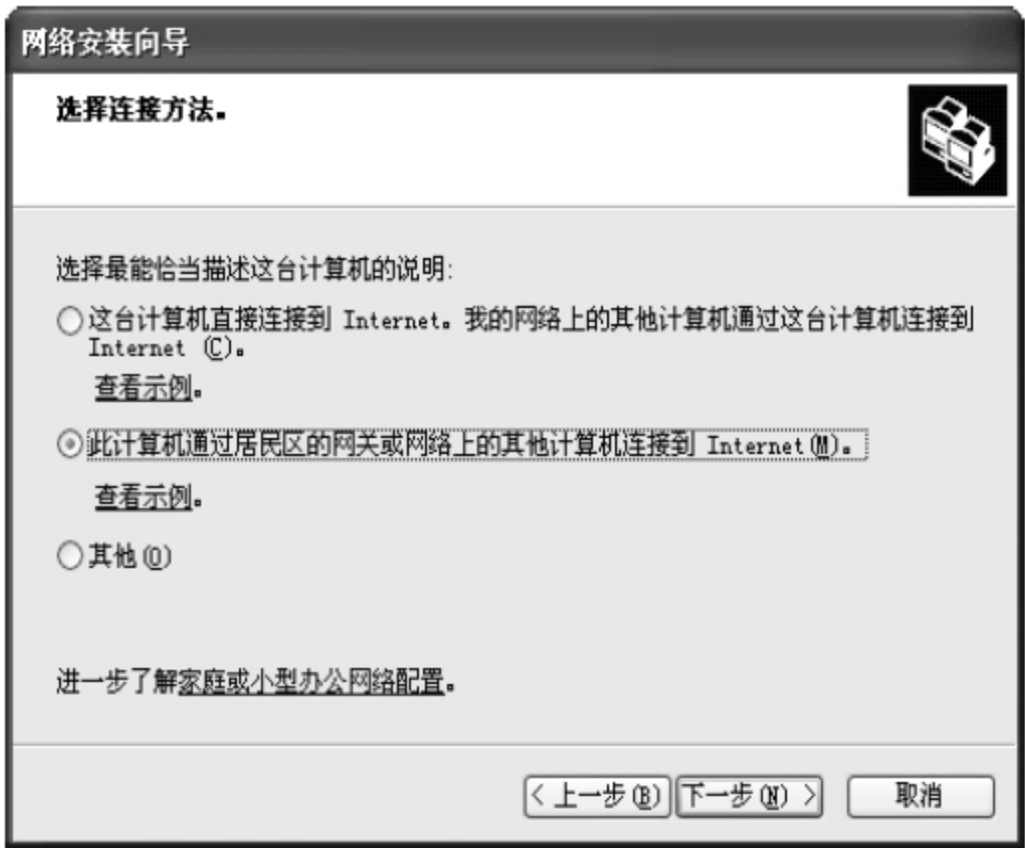 网络安装向导
选择连接方法。
选择最能恰当描述这台计算机的说明:
这台计算机直接连接到 Internet。我的网络上的其他计算机通过这台计算机连接到
Internet (C)。
查看示例。
此计算机通过居民区的网关或网络上的其他计算机连接到 Internet(M)。
查看示例。
其他(O)
进一步了解家庭或小型办公网络配置。
< 上一步(B) 下一步(N) > 取消